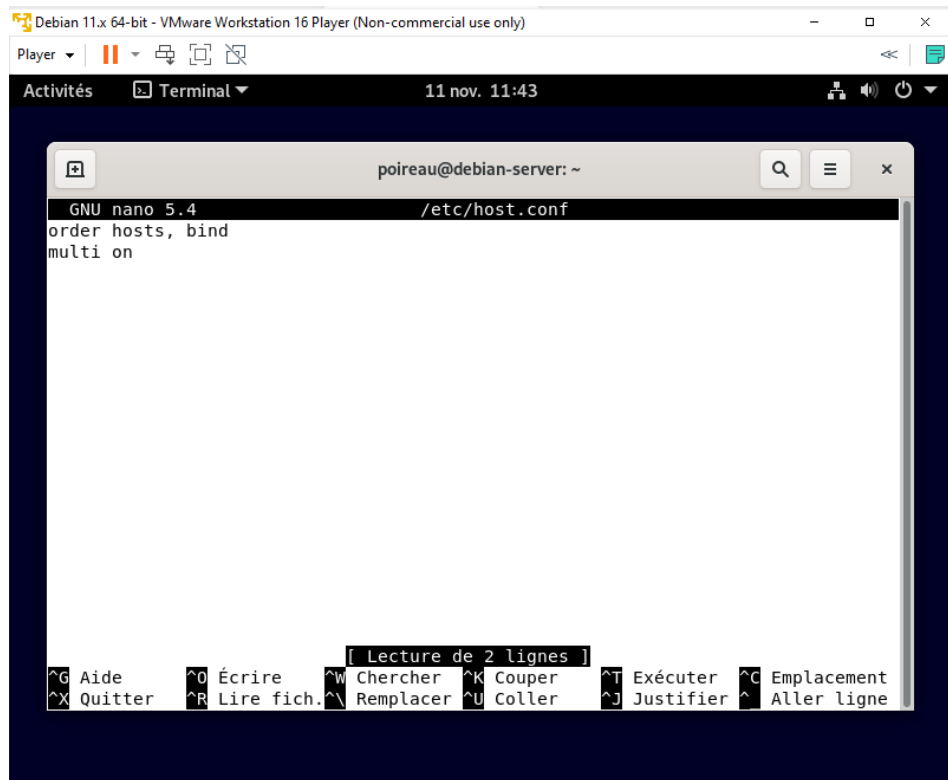 Debian 11.x 64-bit - VMware Workstation 16 Player (Non-commercial use only)
Player
Activités Terminal 11 nov. 11:43
poireau@debian-server: ~
GNU nano 5.4 /etc/host.conf
order hosts, bind
multi on
[ Lecture de 2 lignes ]
^G Aide ^O Écrire ^W Chercher ^K Couper ^T Exécuter ^C Emplacement
^X Quitter ^R Lire fich. ^\ Remplacer ^U Coller ^J Justifier ^_ Aller ligne